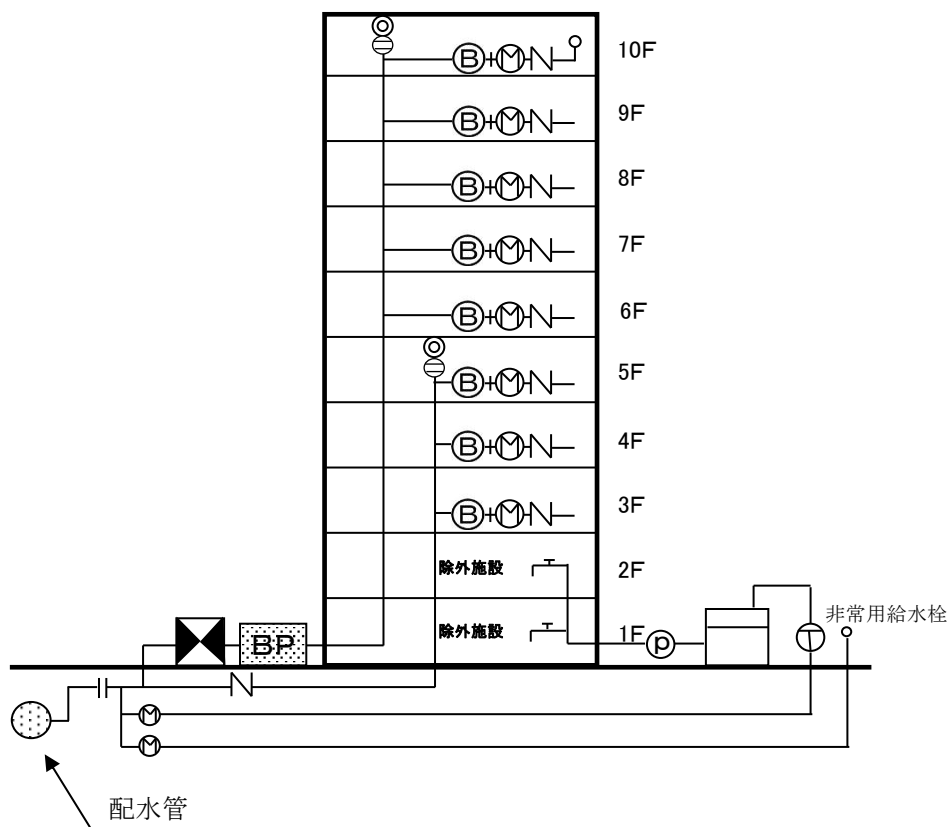 10F
Ⓑ Ⓜ N
9F
Ⓑ Ⓜ N
8F
Ⓑ Ⓜ N
7F
Ⓑ Ⓜ N
6F
Ⓑ Ⓜ N
5F
Ⓑ Ⓜ N
4F
Ⓑ Ⓜ N
3F
Ⓑ Ⓜ N
除外施設
2F
除外施設
1F
非常用給水栓
BP
P
N
M
M
配水管